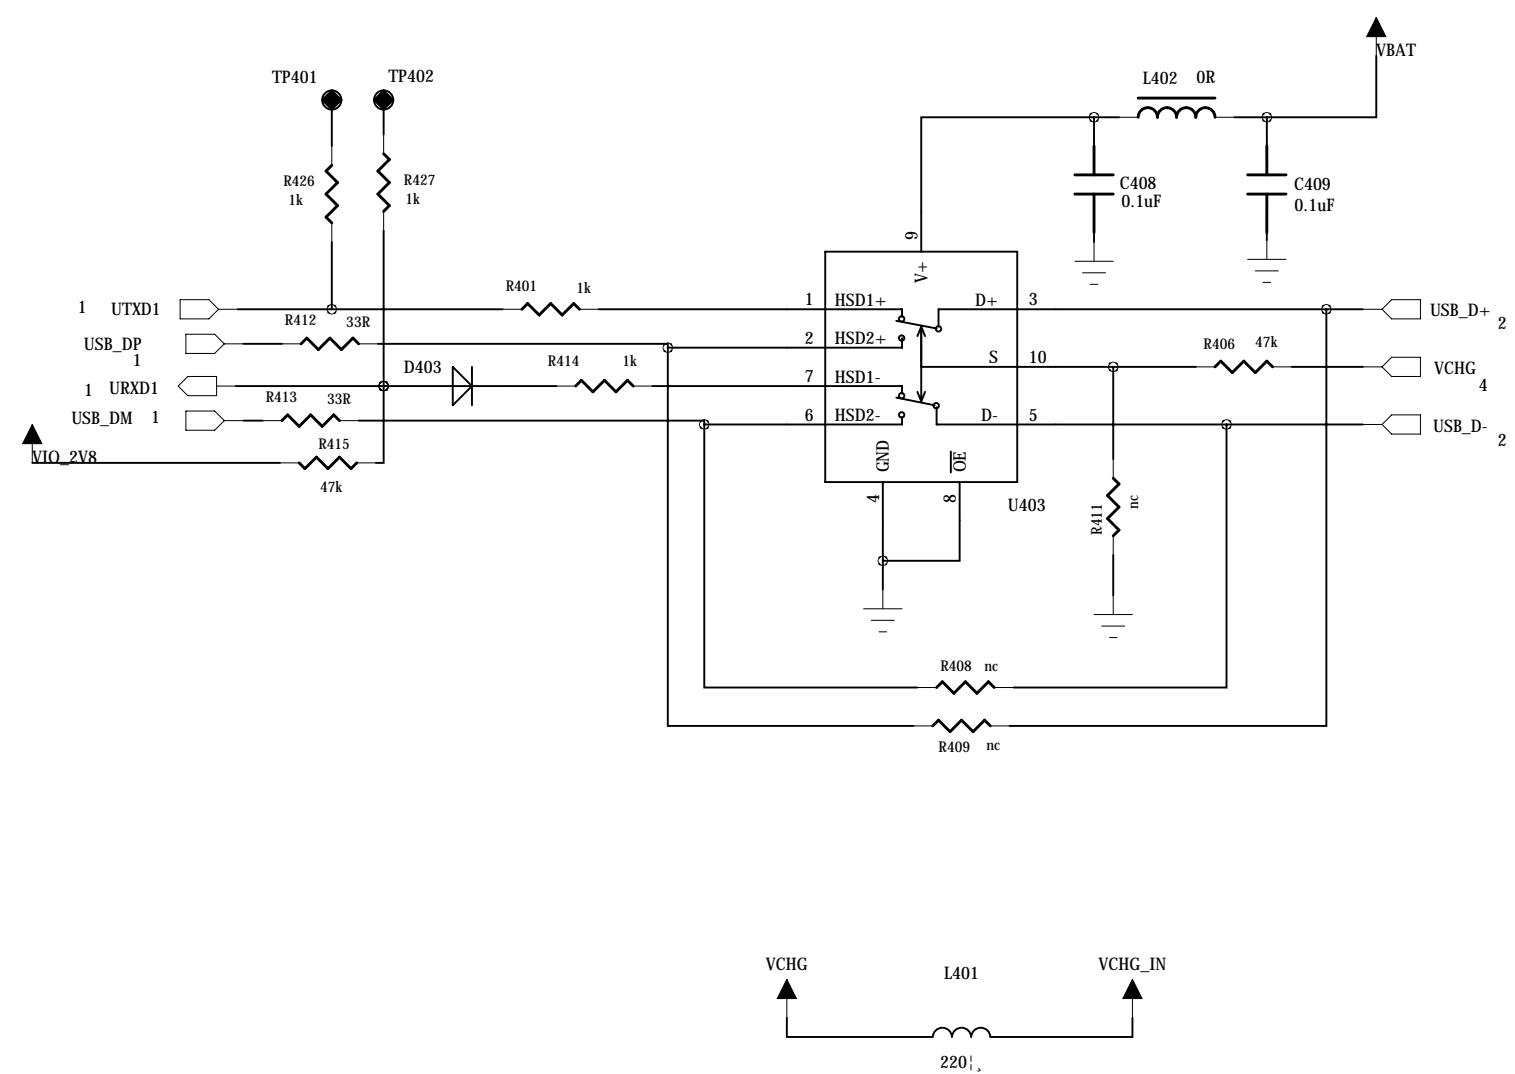 VBAT
TP401 TP402 L402 0R
R426 R427 C408 C409
1k 1k 0.1uF 0.1uF
9
V+
R401 1k
1 UTXD1 1 HSD1+ D+ 3 USB_D+ 2
R412 33R
USB_DP 1 2 HSD2+
R406 47k
S 10 VCHG 4
D403 R414 1k
1 URXD1 7 HSD1-
R413 33R
USB_DM 1 6 HSD2- D- 5 USB_D- 2
R415
VIO_2V8
47k
GND OE
4 8 U403 R411 nc
R408 nc
R409 nc
VCHG L401 VCHG_IN
220¦¸